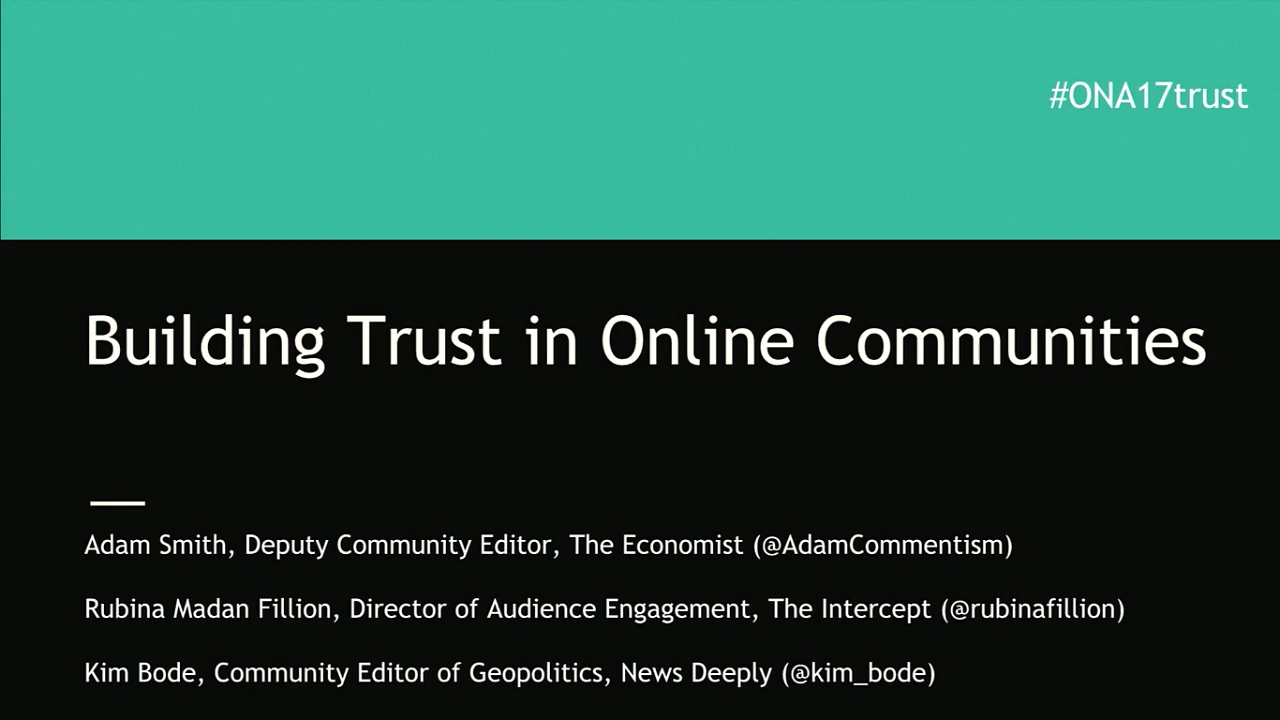 #ONA17trust
Building Trust in Online Communities
Adam Smith, Deputy Community Editor, The Economist (@AdamCommentism)
Rubina Madan Fillion, Director of Audience Engagement, The Intercept (@rubinafillion)
Kim Bode, Community Editor of Geopolitics, News Deeply (@kim_bode)